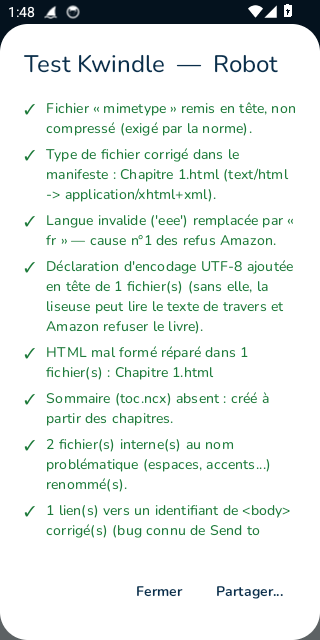 1:48
Test Kwindle — Robot
✓ Fichier « mimetype » remis en tête, non
compressé (exigé par la norme).
✓ Type de fichier corrigé dans le
manifeste : Chapitre 1.html (text/html
-> application/xhtml+xml).
✓ Langue invalide ('eee') remplacée par «
fr » — cause n°1 des refus Amazon.
✓ Déclaration d'encodage UTF-8 ajoutée
en tête de 1 fichier(s) (sans elle, la
liseuse peut lire le texte de travers et
Amazon refuser le livre).
✓ HTML mal formé réparé dans 1
fichier(s) : Chapitre 1.html
✓ Sommaire (toc.ncx) absent : créé à
partir des chapitres.
✓ 2 fichier(s) interne(s) au nom
problématique (espaces, accents...)
renommé(s).
✓ 1 lien(s) vers un identifiant de <body>
corrigé(s) (bug connu de Send to
Fermer Partager...